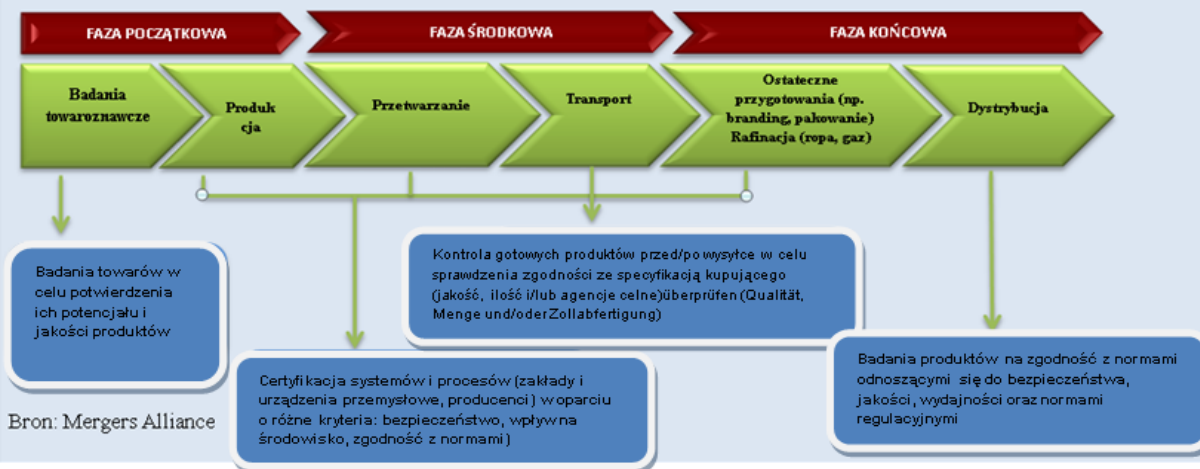 FAZA POCZĄTKOWA
FAZA ŚRODKOWA
FAZA KOŃCOWA
Badania
towaroznawcze
Produk
cja
Przetwarzanie
Transport
Ostateczne
przygotowania (np.
branding, pakowanie)
Rafinacja (ropa, gaz)
Dystrybucja
Badania towarów w
celu potwierdzenia
ich potencjału i
jakości produktów
Kontrola gotowych produktów przed/po wysyłce w celu
sprawdzenia zgodności ze specyfikacją kupującego
(jakość, ilość i/lub agencje celne)überprüfen (Qualität,
Menge und/oder Zollabfertigung)
Certyfikacja systemów i procesów (zakłady i
urządzenia przemysłowe, producenci) w oparciu
o różne kryteria: bezpieczeństwo, wpływ na
środowisko, zgodność z normami)
Badania produktów na zgodność z normami
odnoszącymi się do bezpieczeństwa,
jakości, wydajności oraz normami
regulacyjnymi
Bron: Mergers Alliance